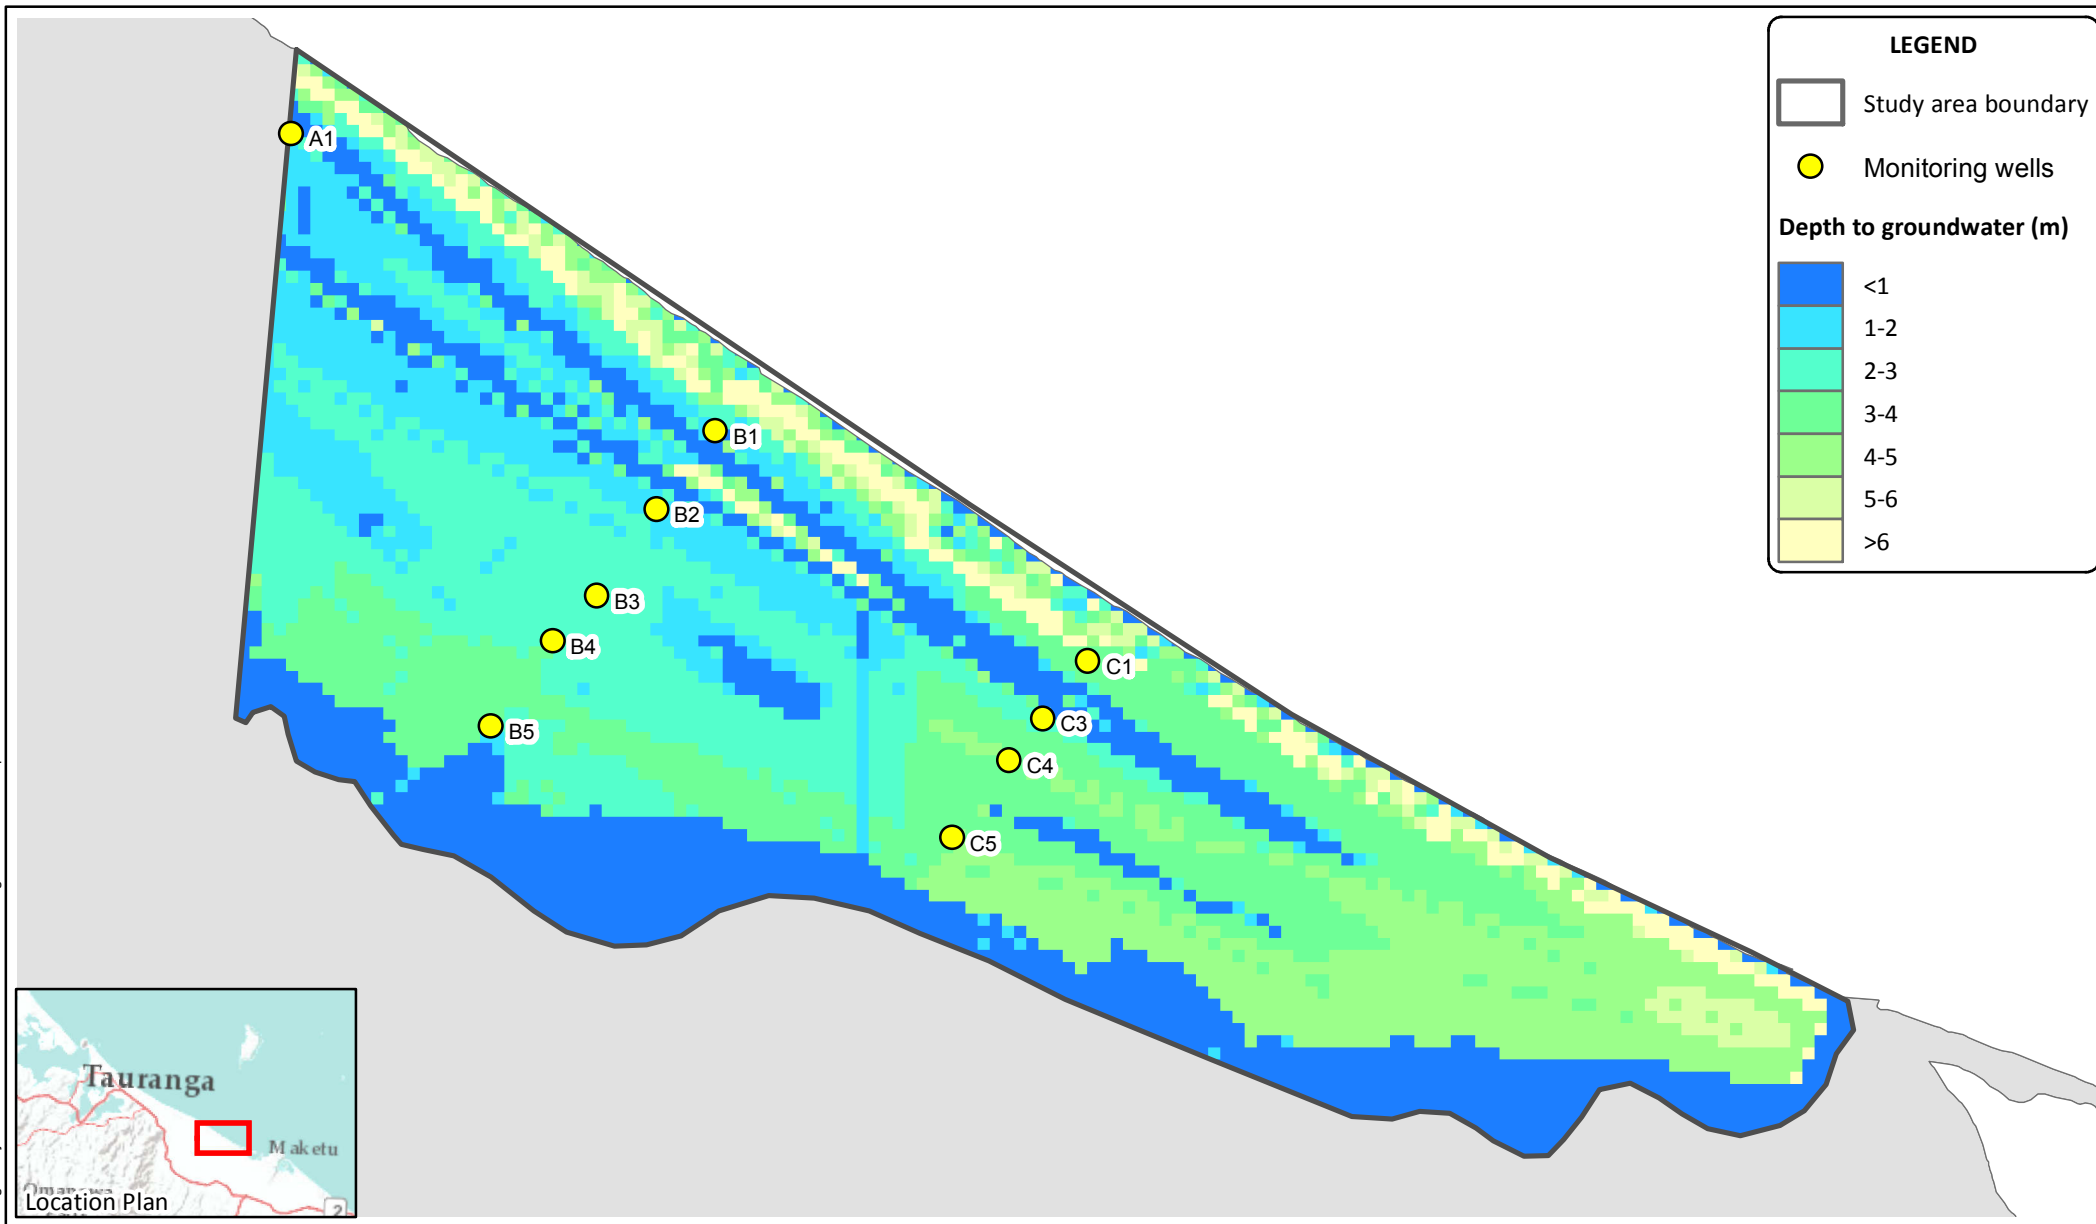 LEGEND
Study area boundary
Monitoring wells
Depth to groundwater (m)
<1
1-2
2-3
3-4
4-5
5-6
>6
A1
B1
B2
B3
B4
B5
C1
C3
C4
C5
Tauranga
Maketu
Location Plan
2